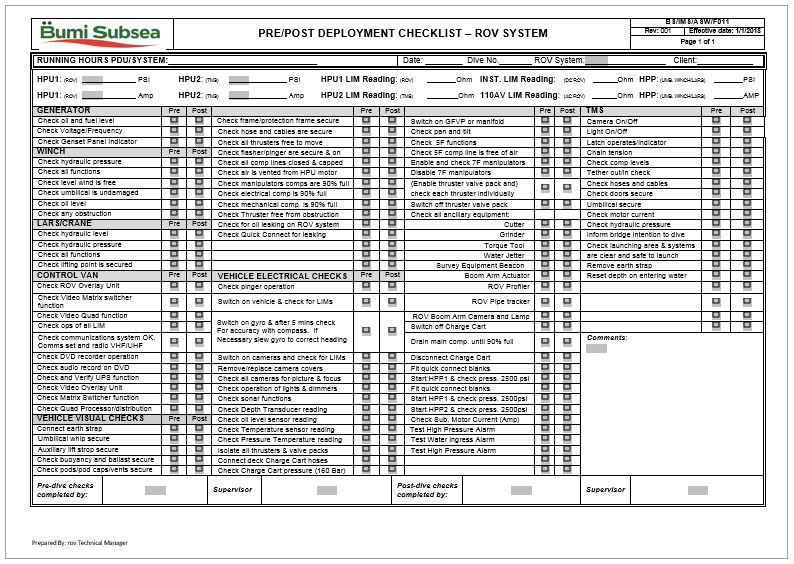 Bumi Subsea
PRE/POST DEPLOYMENT CHECKLIST – ROV SYSTEM
BS/IMS/ASW/F011
Rev: 001 Effective date: 1/1/2018
Page 1 of 1
RUNNING HOURS PDU/SYSTEM: Date: Dive No. ROV System: Client:
HPU1: (ROV) PSI HPU2: (TMS) PSI HPU1 LIM Reading: (ROV) Ohm INST. LIM Reading: (DC ROV) Ohm HPP: (UMB. WINCH/LARS) PSI
HPU1: (ROV) Amp HPU2: (TMS) Amp HPU2 LIM Reading: (TMS) Ohm 110AV LIM Reading: (AC ROV) Ohm HPP: (UMB. WINCH/LARS) AMP
GENERATOR Pre Post
Check oil and fuel level
Check Voltage/Frequency
Check Genset Panel indicator
WINCH Pre Post
Check hydraulic pressure
Check all functions
Check level wind is free
Check umbilical is undamaged
Check oil level
Check any obstruction
LARS/CRANE Pre Post
Check hydraulic level
Check hydraulic pressure
Check all functions
Check lifting point is secured
CONTROL VAN Pre Post
Check ROV Overlay Unit
Check Video Matrix switcher
function
Check Video Quad function
Check ops of all LIM
Check communications system OK.
Comms set and radio VHF/UHF
Check DVD recorder operation
Check audio record on DVD
Check and Verify UPS function
Check Video Overlay Unit
Check Matrix Switcher function
Check Quad Processor/distribution
VEHICLE VISUAL CHECKS Pre Post
Connect earth strap
Umbilical whip secure
Auxiliary lift strop secure
Check buoyancy and ballast secure
Check pods/pod caps/vents secure
Pre Post
Check frame/protection frame secure
Check hose and cables are secure
Check all thrusters free to move
Check flasher/pinger are secure & on
Check all comp lines closed & capped
Check air is vented from HPU motor
Check manipulators comps are 90% full
Check electrical comp is 90% full
Check mechanical comp. is 90% full
Check Thruster free from obstruction
Check for oil leaking on ROV system
Check Quick Connect for leaking
VEHICLE ELECTRICAL CHECKS Pre Post
Check pinger operation
Switch on vehicle & check for LIMs
Switch on gyro & after 5 mins check
For accuracy with compass. If
Necessary slew gyro to correct heading
Switch on cameras and check for LIMs
Remove/replace camera covers
Check all cameras for picture & focus
Check operation of lights & dimmers
Check sonar functions
Check Depth Transducer reading
Check oil level sensor reading
Check Temperature sensor reading
Check Pressure Temperature reading
Isolate all thrusters & valve packs
Connect deck Charge Cart hoses
Check Charge Cart pressure (160 Bar)
Pre Post
Switch on GFVP or manifold
Check pan and tilt
Check 5F functions
Check 5F comp line is free of air
Enable and check 7F manipulators
Disable 7F manipulators
(Enable thruster valve pack and)
check each thruster individually
Switch off thruster valve pack
Check all ancillary equipment:
Cutter
Grinder
Torque Tool
Water Jetter
Survey Equipment Beacon
Boom Arm Actuator
ROV Profiler
ROV Pipe tracker
ROV Boom Arm Camera and Lamp
Switch off Charge Cart
Drain main comp. until 90% full
Disconnect Charge Cart
Fit quick connect blanks
Start HPP1 & check press. 2500 psi
Fit quick connect blanks
Start HPP1 & check press. 2500psi
Start HPP2 & check press. 2500psi
Check Sub. Motor Current (Amp)
Test High Pressure Alarm
Test Water Ingress Alarm
Test High Pressure Alarm
TMS Pre Post
Camera On/Off
Light On/Off
Latch operates/indicator
Chain tension
Check comp levels
Tether out/in check
Check hoses and cables
Check doors secure
Umbilical secure
Check motor current
Check hydraulic pressure
Inform bridge intention to dive
Check launching area & systems
are clear and safe to launch
Remove earth strap
Reset depth on entering water
Comments:
Pre-dive checks
completed by:
Supervisor
Post-dive checks
completed by:
Supervisor
Prepared By: rov Technical Manager